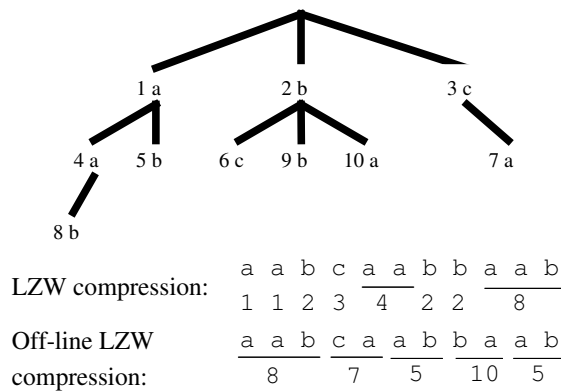 1 a 2 b 3 c
4 a 5 b 6 c 9 b 10 a 7 a
8 b
LZW compression: a a b c a a b b a a b
1 1 2 3 4 2 2 8
Off-line LZW compression: a a b c a a b b a a b
8 7 5 10 5